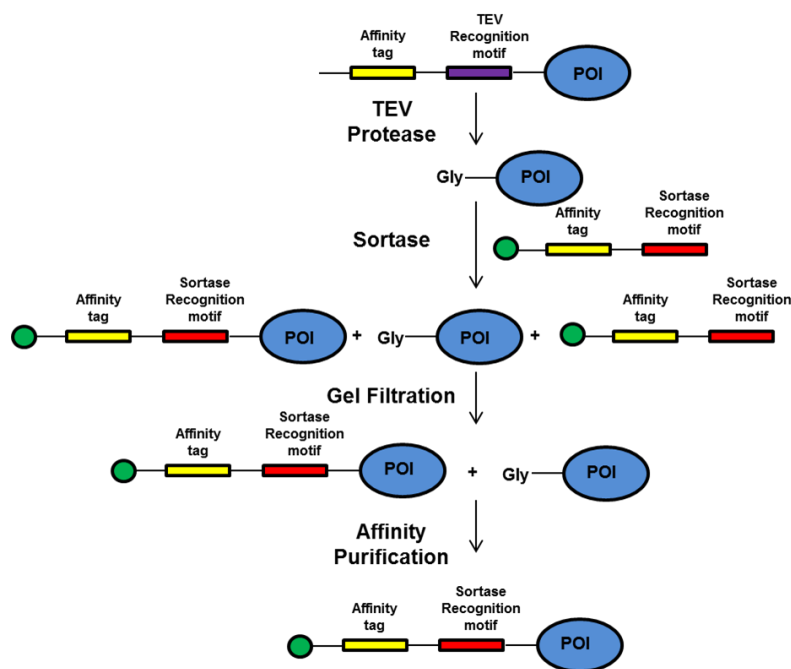 Affinity
tag
TEV
Recognition
motif
POI
TEV
Protease
Gly
POI
Sortase
Affinity
tag
Sortase
Recognition
motif
Affinity
tag
Sortase
Recognition
motif
POI
+
Gly
POI
+
Affinity
tag
Sortase
Recognition
motif
Gel Filtration
Affinity
tag
Sortase
Recognition
motif
POI
+
Gly
POI
Affinity
Purification
Affinity
tag
Sortase
Recognition
motif
POI